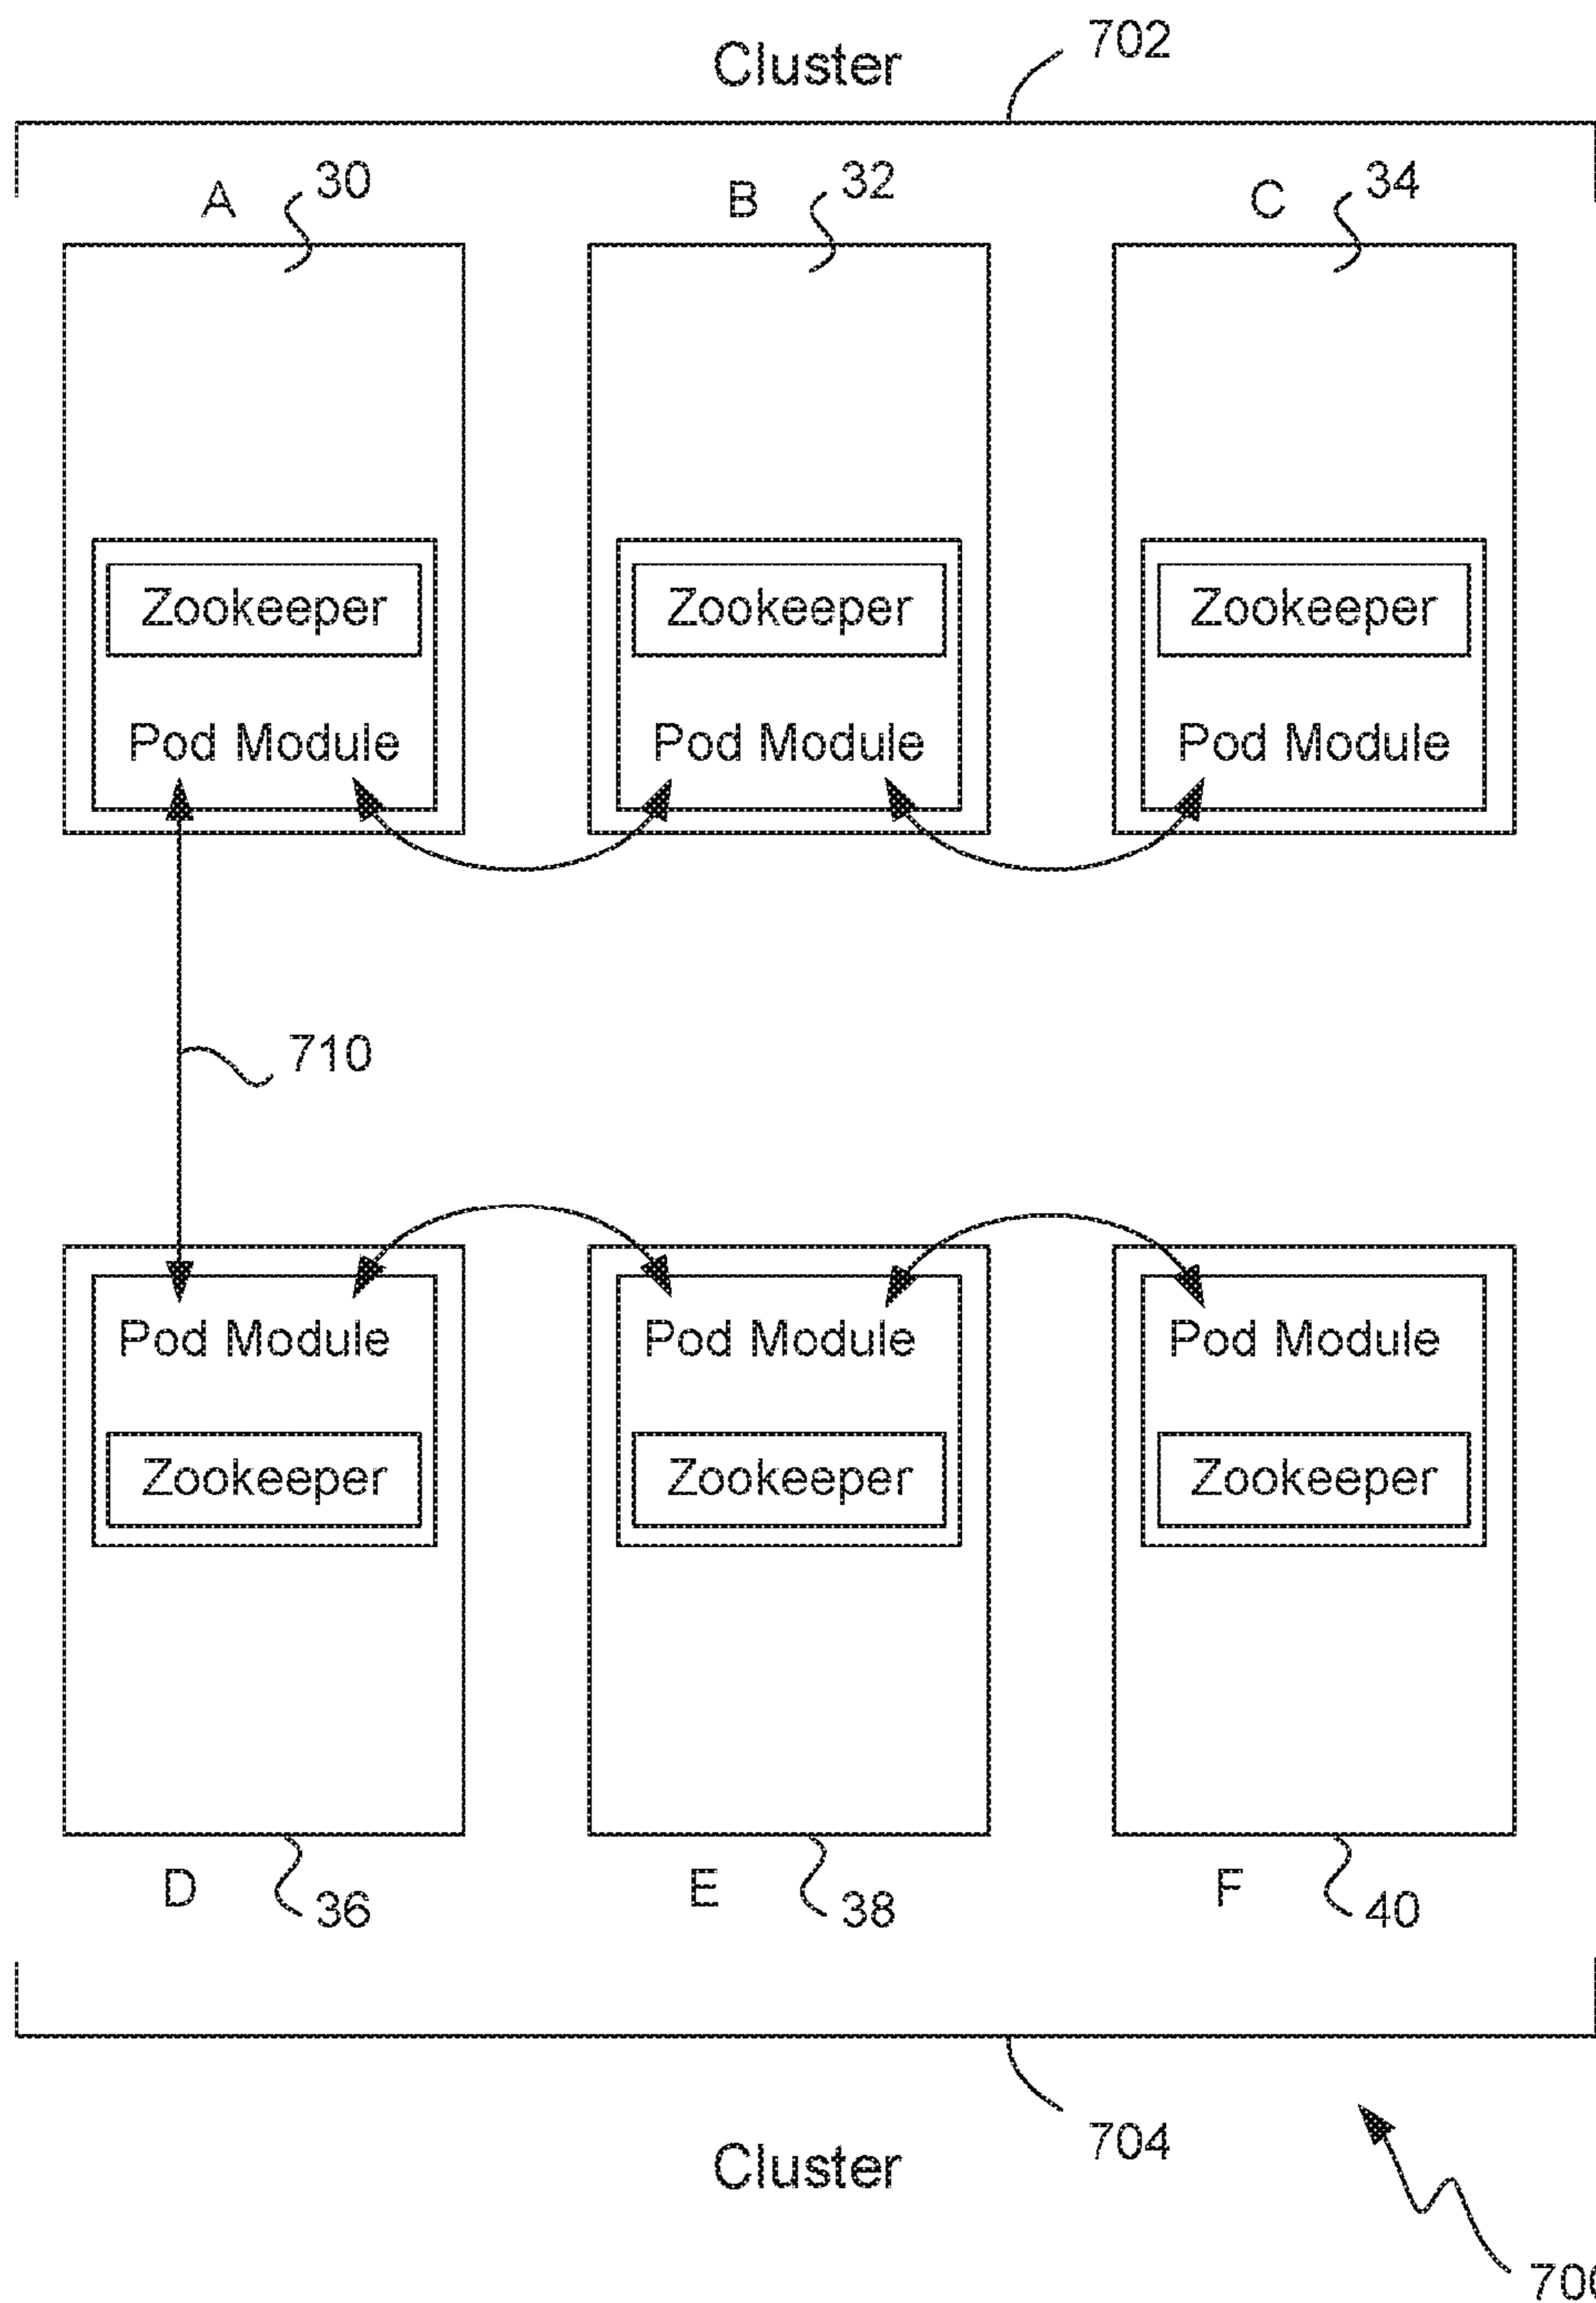 Cluster 702
A 30 B 32 C 34
Zookeeper Zookeeper Zookeeper
Pod Module Pod Module Pod Module
710
Pod Module Pod Module Pod Module
Zookeeper Zookeeper Zookeeper
D 36 E 38 F 40
Cluster 704